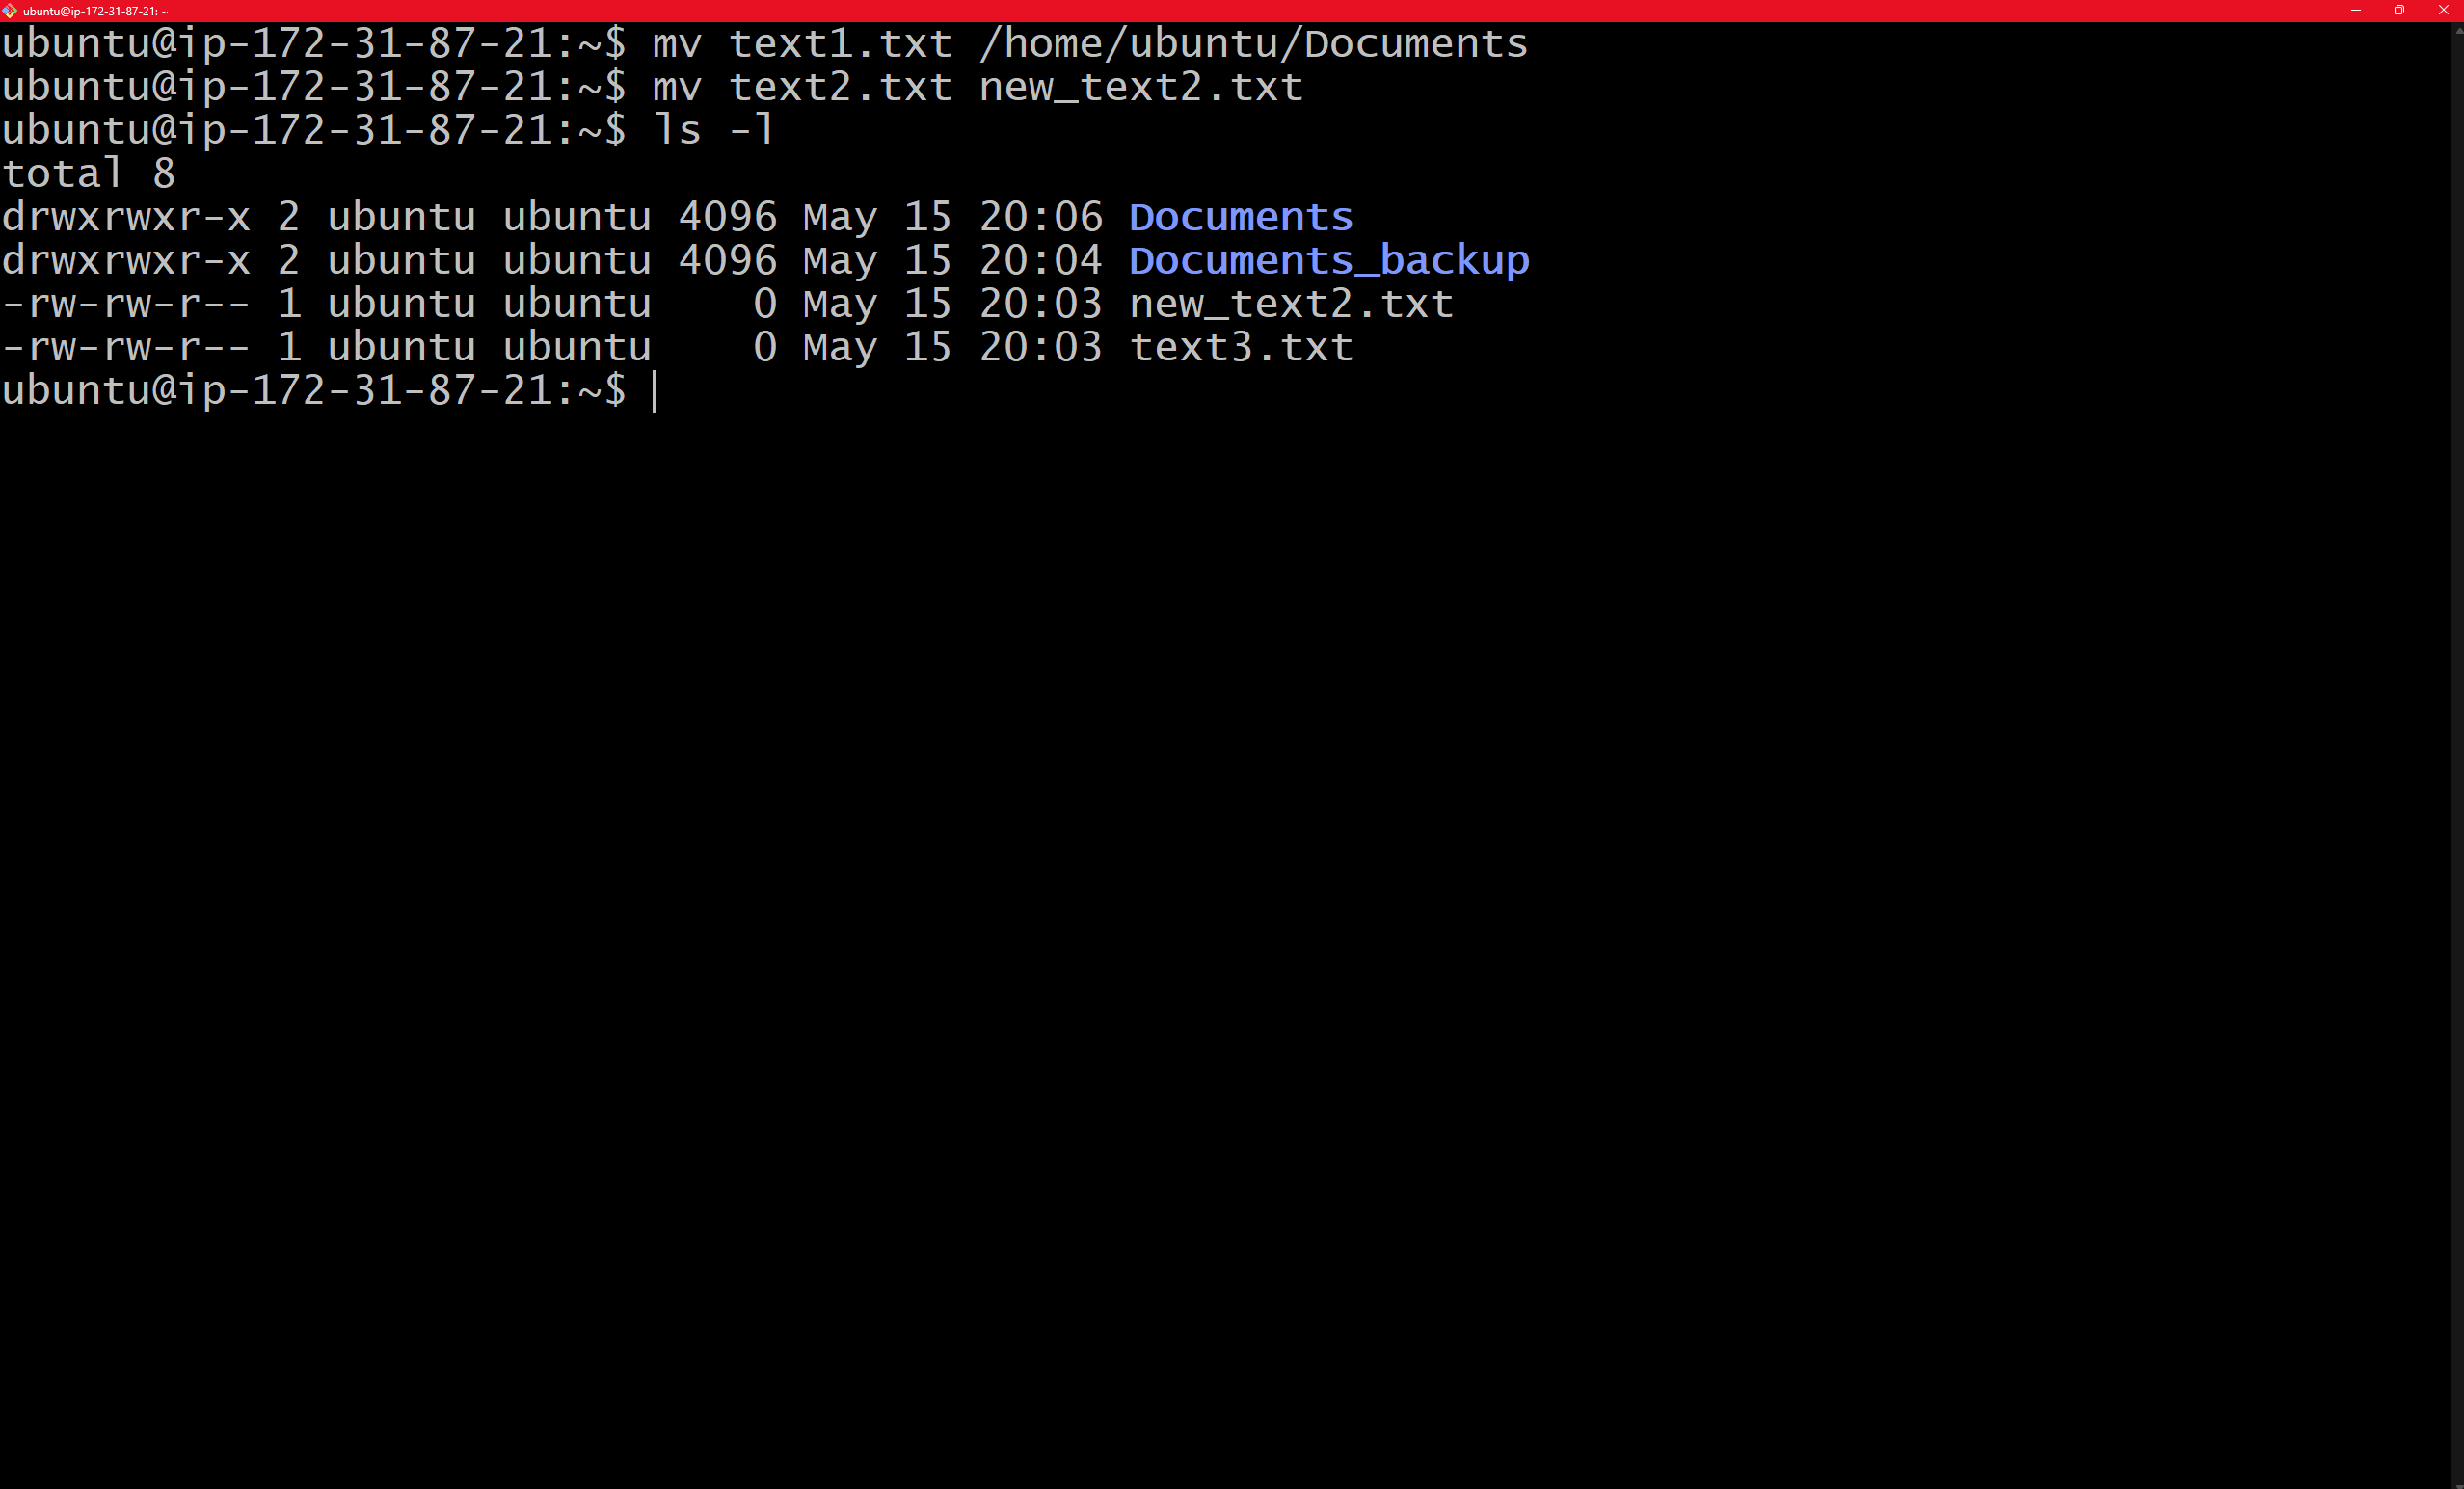 ubuntu@ip-172-31-87-21: ~
ubuntu@ip-172-31-87-21:~$ mv text1.txt /home/ubuntu/Documents
ubuntu@ip-172-31-87-21:~$ mv text2.txt new_text2.txt
ubuntu@ip-172-31-87-21:~$ ls -l
total 8
drwxrwxr-x 2 ubuntu ubuntu 4096 May 15 20:06 Documents
drwxrwxr-x 2 ubuntu ubuntu 4096 May 15 20:04 Documents_backup
-rw-rw-r-- 1 ubuntu ubuntu    0 May 15 20:03 new_text2.txt
-rw-rw-r-- 1 ubuntu ubuntu    0 May 15 20:03 text3.txt
ubuntu@ip-172-31-87-21:~$